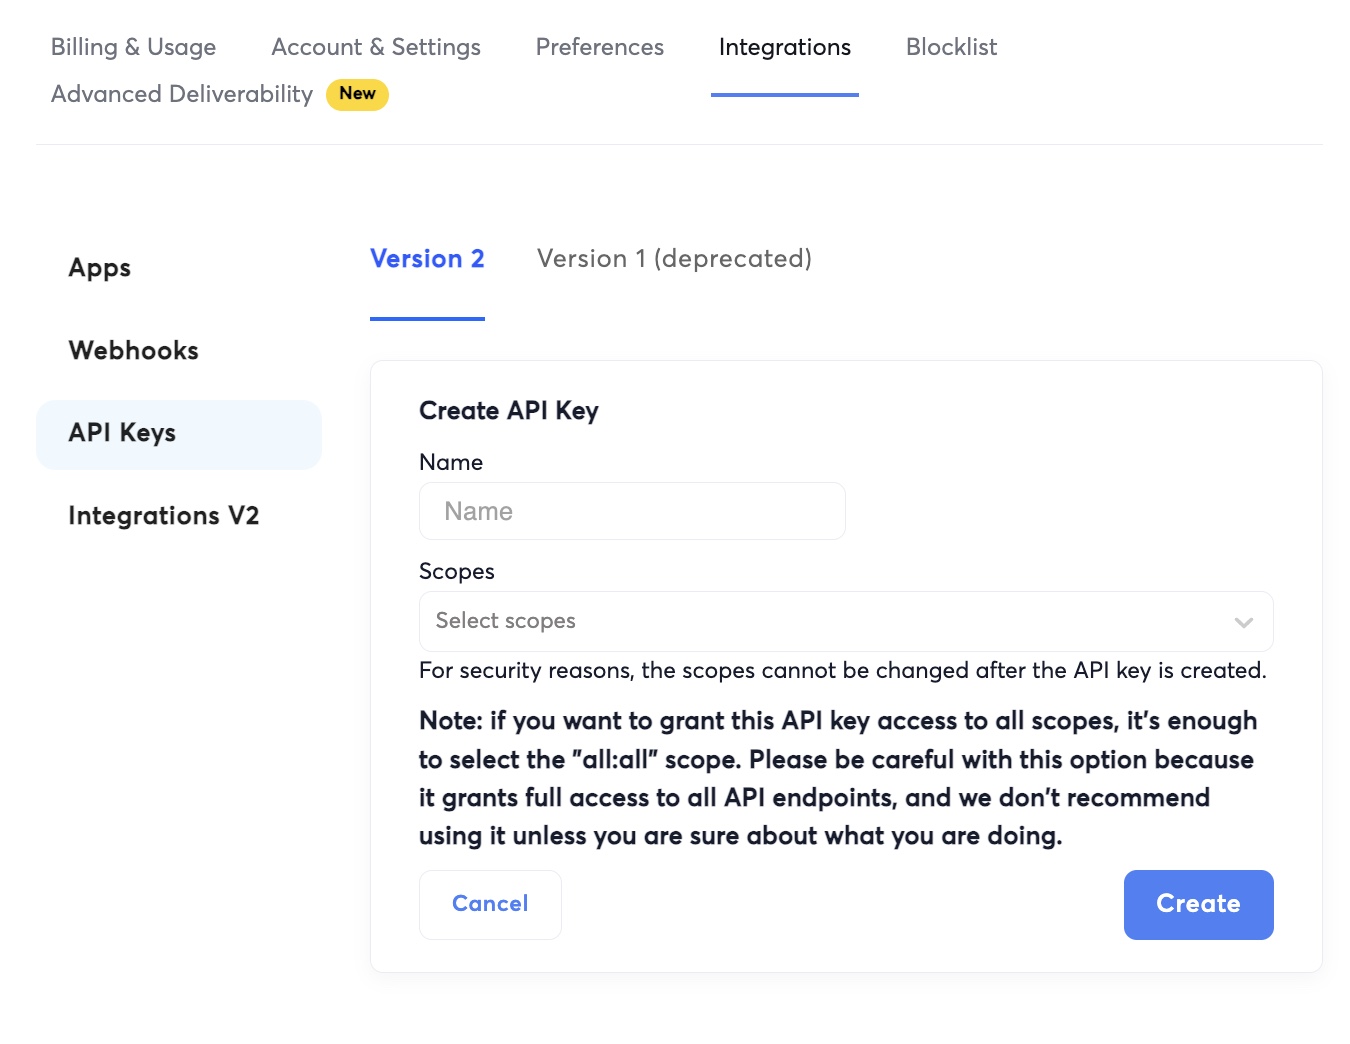 Billing & Usage
Account & Settings
Preferences
Integrations
Blocklist
Advanced Deliverability
New
Apps
Webhooks
API Keys
Integrations V2
Version 2
Version 1 (deprecated)
Create API Key
Name
Name
Scopes
Select scopes
For security reasons, the scopes cannot be changed after the API key is created.
Note: if you want to grant this API key access to all scopes, it's enough
to select the "all:all" scope. Please be careful with this option because
it grants full access to all API endpoints, and we don't recommend
using it unless you are sure about what you are doing.
Cancel
Create